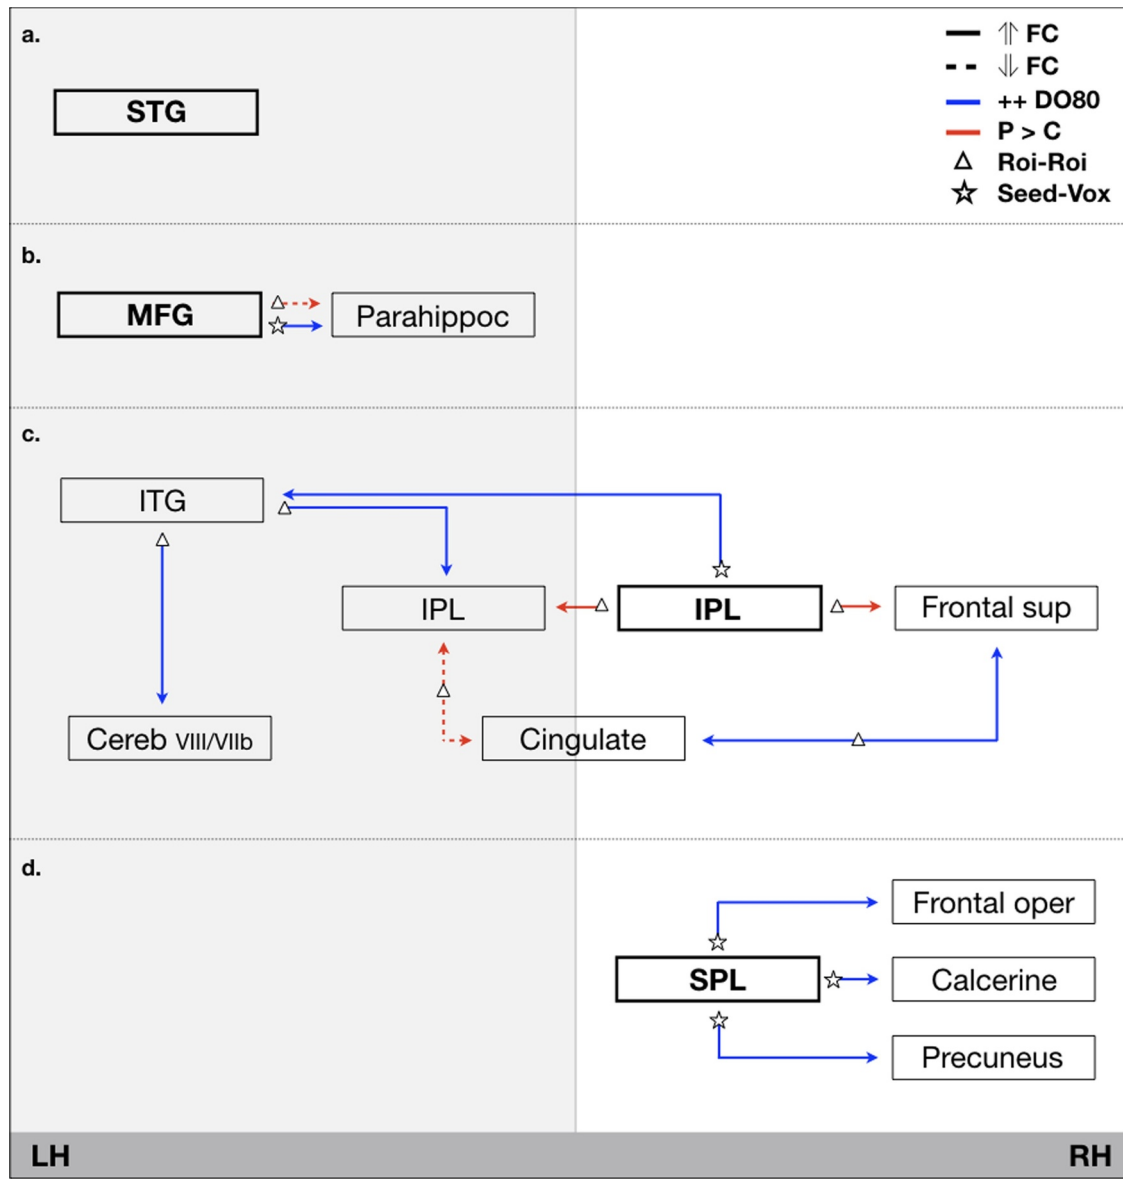 a.
STG
⇑ FC
⇓ FC
++ DO80
P > C
Roi-Roi
Seed-Vox
b.
MFG
Parahippoc
c.
ITG
IPL
IPL
Frontal sup
Cereb VIII/VIIb
Cingulate
d.
Frontal oper
SPL
Calcerine
Precuneus
LH
RH